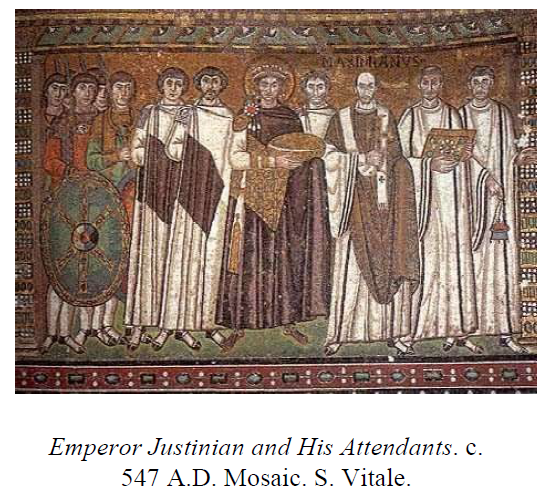 MAXIMIANVS
Emperor Justinian and His Attendants. c.
547 A.D. Mosaic. S. Vitale.